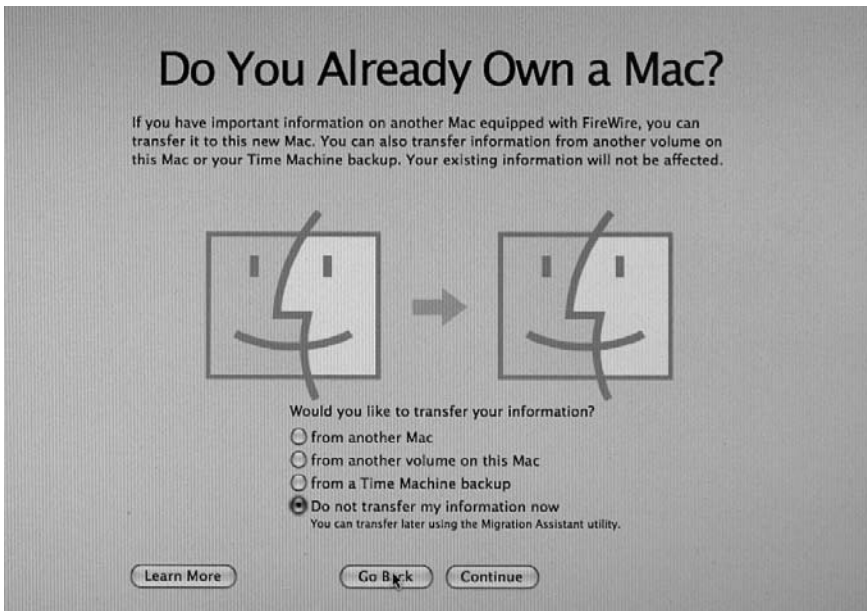 Do You Already Own a Mac?
If you have important information on another Mac equipped with FireWire, you can
transfer it to this new Mac. You can also transfer information from another volume on
this Mac or your Time Machine backup. Your existing information will not be affected.
Would you like to transfer your information?
from another Mac
from another volume on this Mac
from a Time Machine backup
Do not transfer my information now
You can transfer later using the Migration Assistant utility.
Learn More
Go Back
Continue